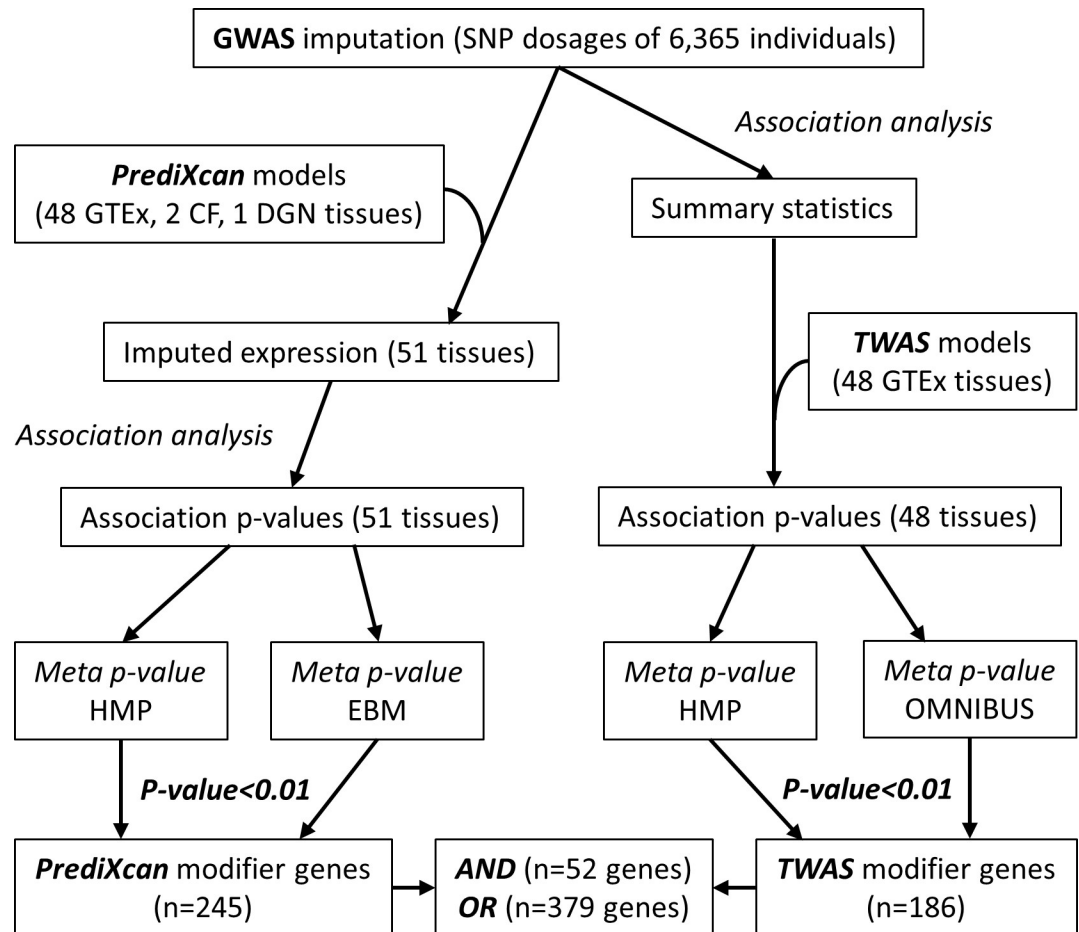 GWAS imputation (SNP dosages of 6,365 individuals)
Association analysis
PrediXcan models
(48 GTEx, 2 CF, 1 DGN tissues)
Summary statistics
Imputed expression (51 tissues)
TWAS models
(48 GTEx tissues)
Association analysis
Association p-values (51 tissues)
Association p-values (48 tissues)
Meta p-value
HMP
Meta p-value
EBM
Meta p-value
HMP
Meta p-value
OMNIBUS
P-value<0.01
P-value<0.01
PrediXcan modifier genes
(n=245)
AND (n=52 genes)
OR (n=379 genes)
TWAS modifier genes
(n=186)